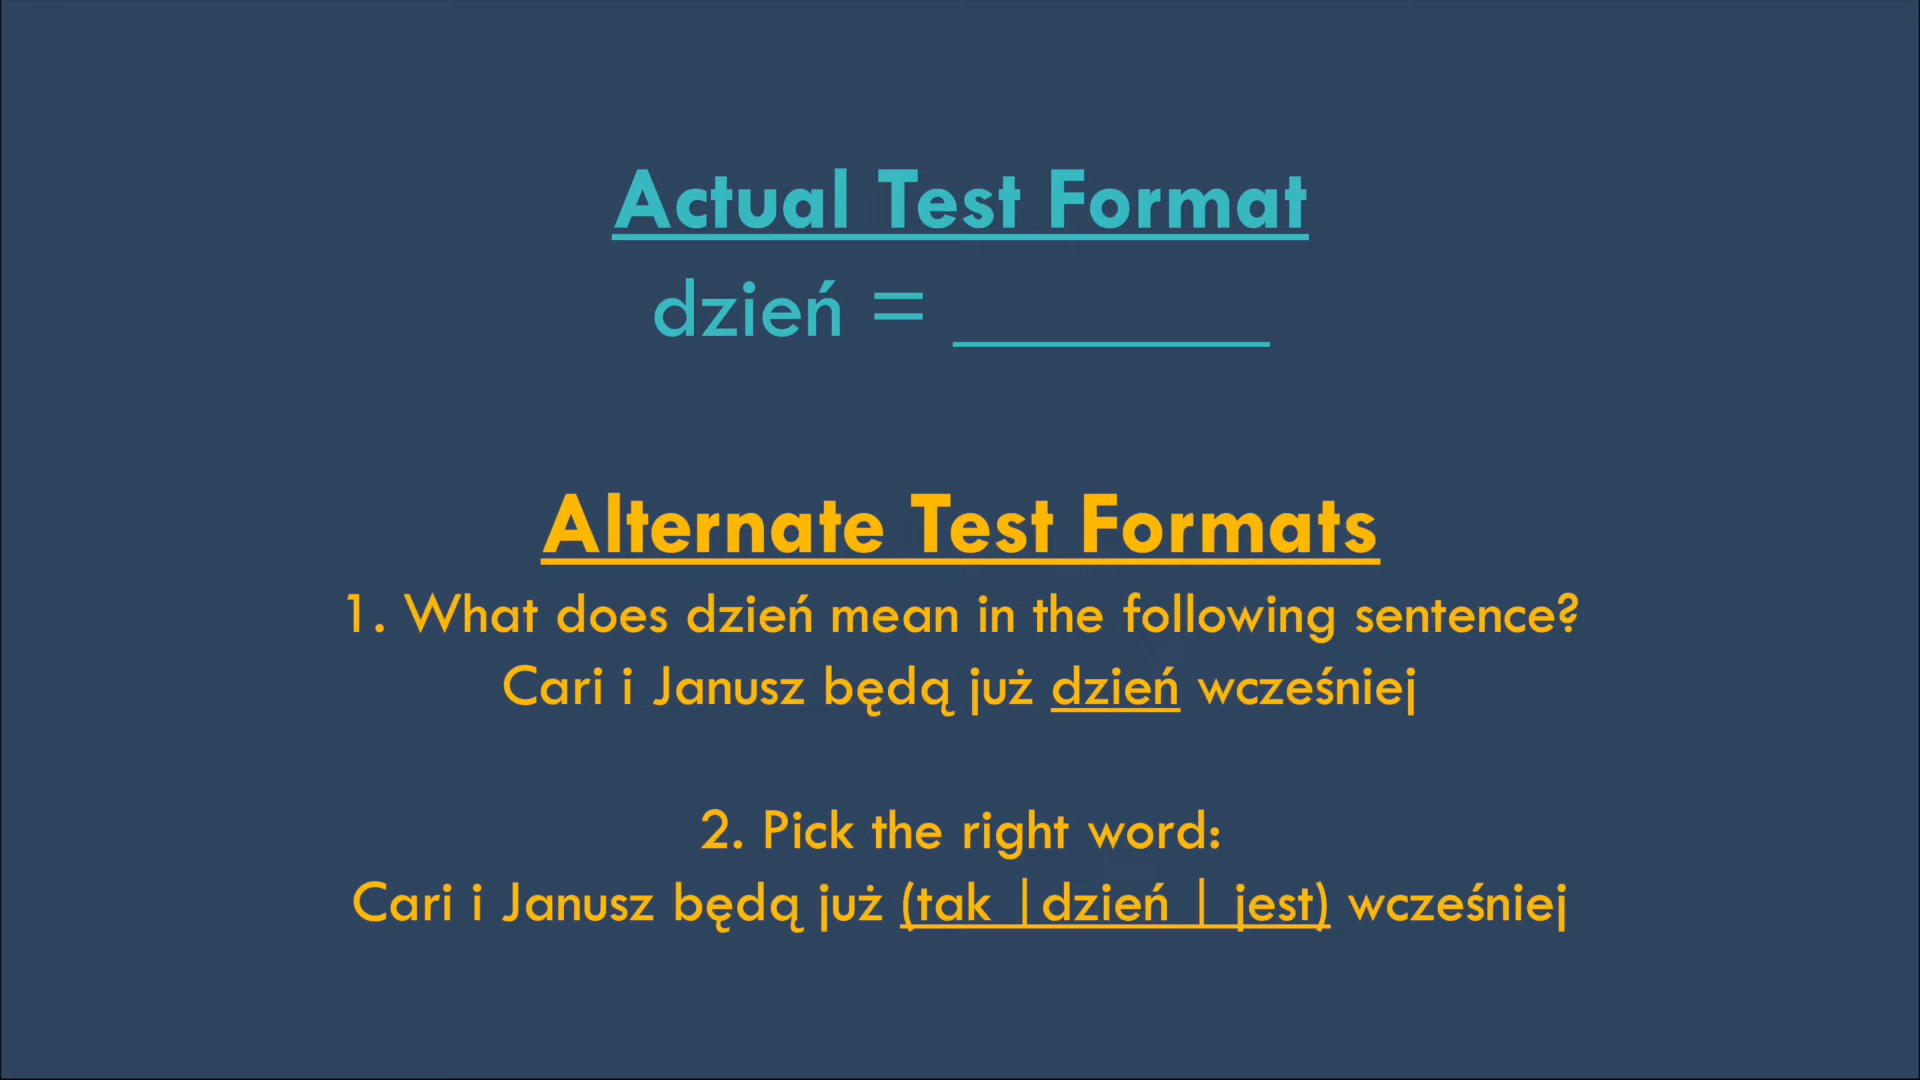 Actual Test Format
dzień = ________
Alternate Test Formats
1. What does dzień mean in the following sentence?
Cari i Janusz będą już dzień wcześniej
2. Pick the right word:
Cari i Janusz będą już (tak |dzień | jest) wcześniej